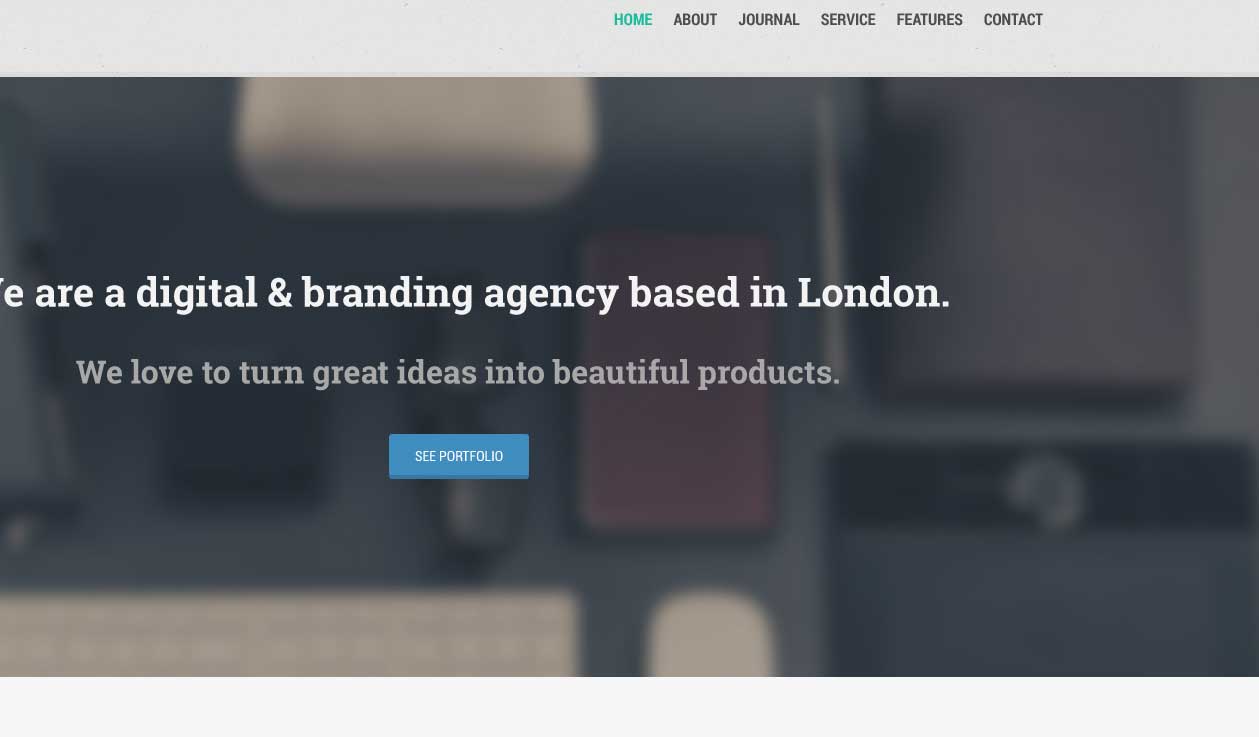 HOME ABOUT JOURNAL SERVICE FEATURES CONTACT
are a digital & branding agency based in London.
We love to turn great ideas into beautiful products.
SEE PORTFOLIO